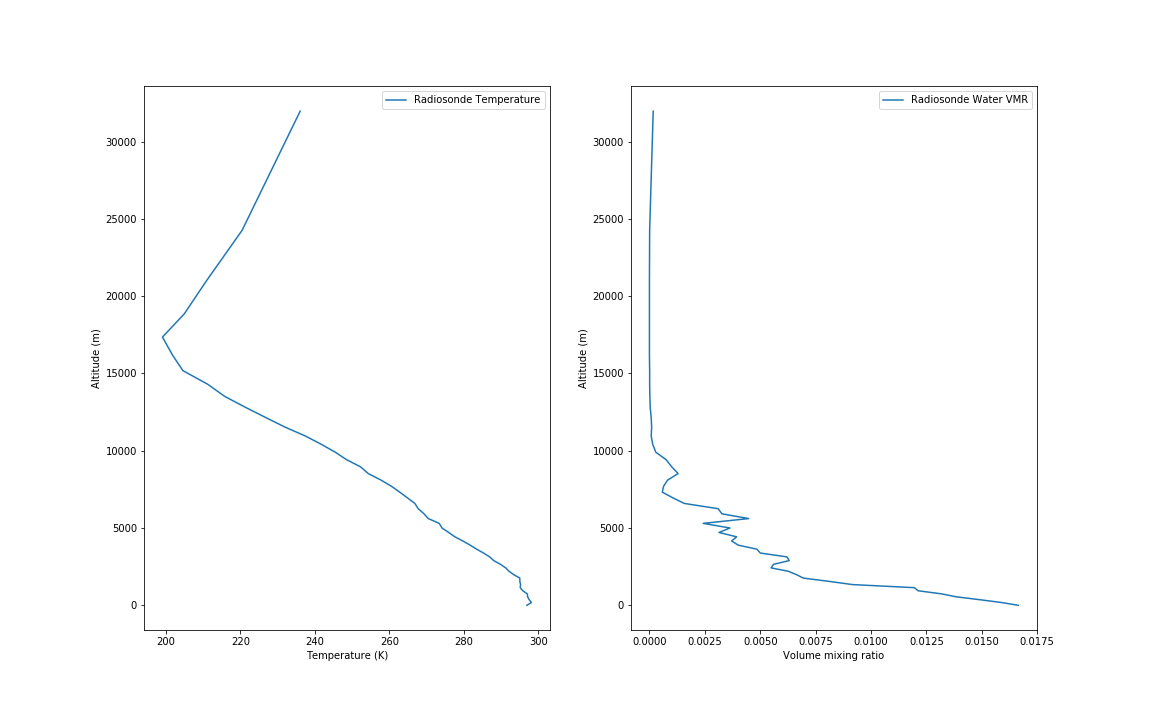 Radiosonde Temperature
30000
25000
20000
15000
10000
5000
0
Altitude (m)
200 220 240 260 280 300
Temperature (K)
Radiosonde Water VMR
30000
25000
20000
15000
10000
5000
0
Altitude (m)
0.0000 0.0025 0.0050 0.0075 0.0100 0.0125 0.0150 0.0175
Volume mixing ratio